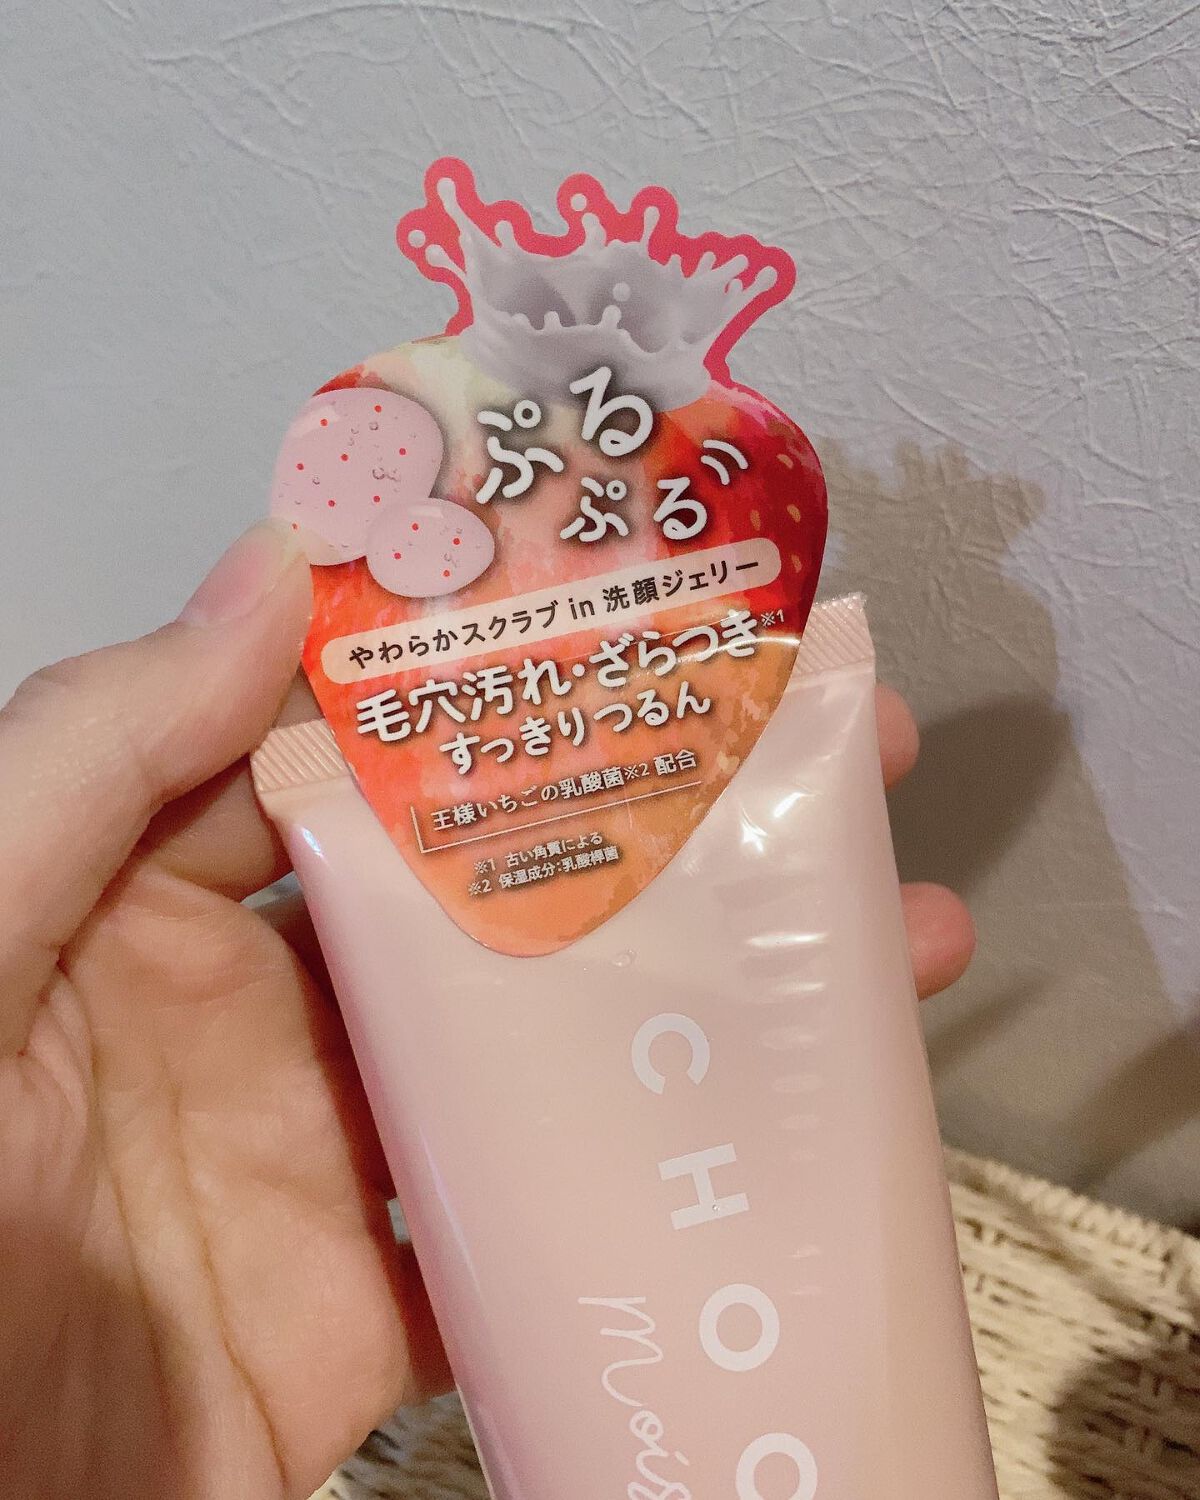 ぷる
ぷる
やわらかスクラブ in 洗顔ジェリー
毛穴汚れ・ざらつき※1
すっきりつるん
王様いちごの乳酸菌※2 配合
※1 古い角質による
※2 保湿成分:乳酸桿菌
CHOO
Mois